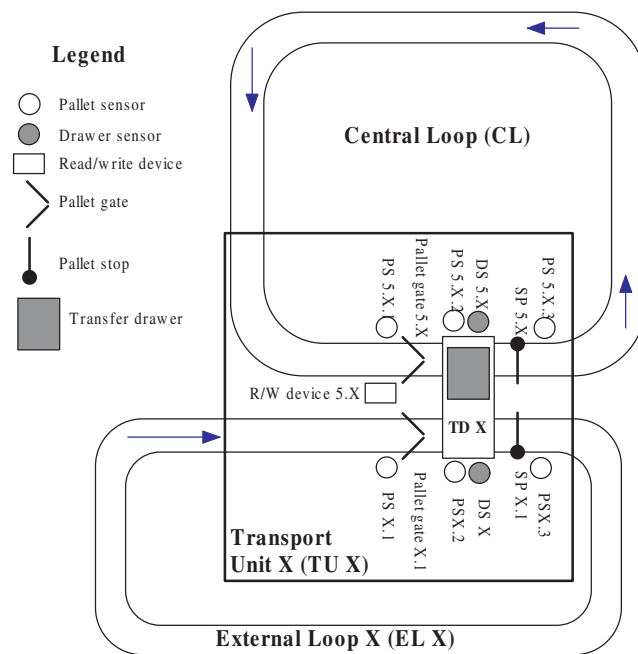 Legend
Pallet sensor
Drawer sensor
Read/write device
Pallet gate
Pallet stop
Transfer drawer
Central Loop (CL)
PS 5.X.1
Pallet gate 5.X
PS 5.X.2
DS 5.X
SP 5.X
PS 5.X.3
R/W device 5.X
TD X
PS X.1
Pallet gate X.1
PSX.2
DS X
SP X.1
PSX.3
Transport
Unit X (TU X)
External Loop X (EL X)